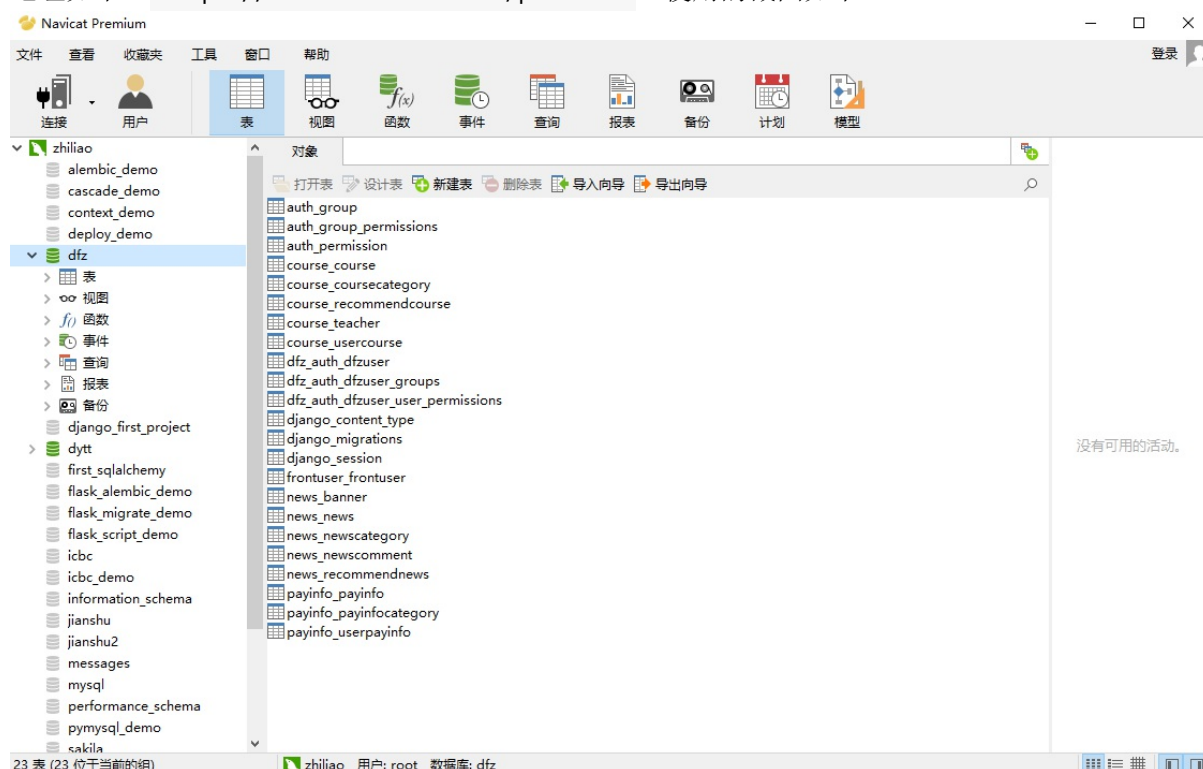 Navicat Premium
文件 查看 收藏夹 工具 窗口 帮助 登录
连接 用户 表 视图 函数 事件 查询 报表 备份 计划 模型
zhiliao
alembic_demo
cascade_demo
context_demo
deploy_demo
dfz
表
视图
函数
事件
查询
报表
备份
django_first_project
dytt
first_sqlalchemy
flask_alembic_demo
flask_migrate_demo
flask_script_demo
icbc
icbc_demo
information_schema
jianshu
jianshu2
messages
mysql
performance_schema
pymysql_demo
sakila
对象
打开表 设计表 新建表 删除表 导入向导 导出向导
auth_group
auth_group_permissions
auth_permission
course_course
course_coursecategory
course_recommendcourse
course_teacher
course_usercourse
dfz_auth_dfzuser
dfz_auth_dfzuser_groups
dfz_auth_dfzuser_user_permissions
django_content_type
django_migrations
django_session
frontuser_frontuser
news_banner
news_news
news_newscategory
news_newscomment
news_recommendnews
payinfo_payinfo
payinfo_payinfocategory
payinfo_userpayinfo
没有可用的活动。
23 表 (23 位于当前的组) zhiliao 用户: root 数据库: dfz